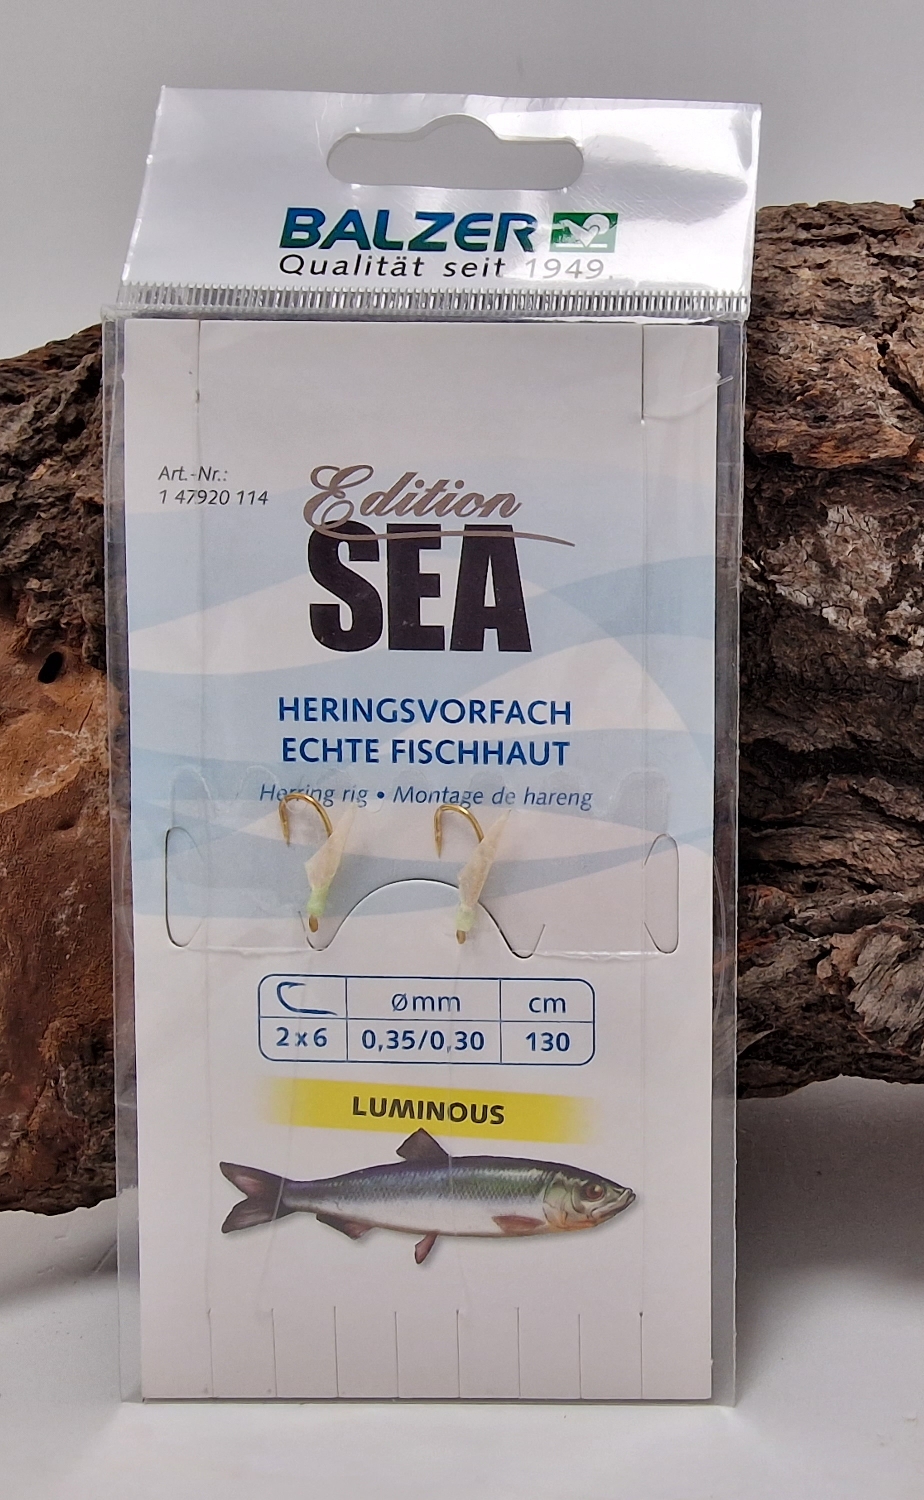 BALZER
Qualität seit 1949.
Art.-Nr.:
1 47920 114
Edition
SEA
HERINGSVORFACH
ECHTE FISCHHAUT
Herring rig • Montage de hareng
Ømm
cm
2 x 6
0,35/0,30
130
LUMINOUS